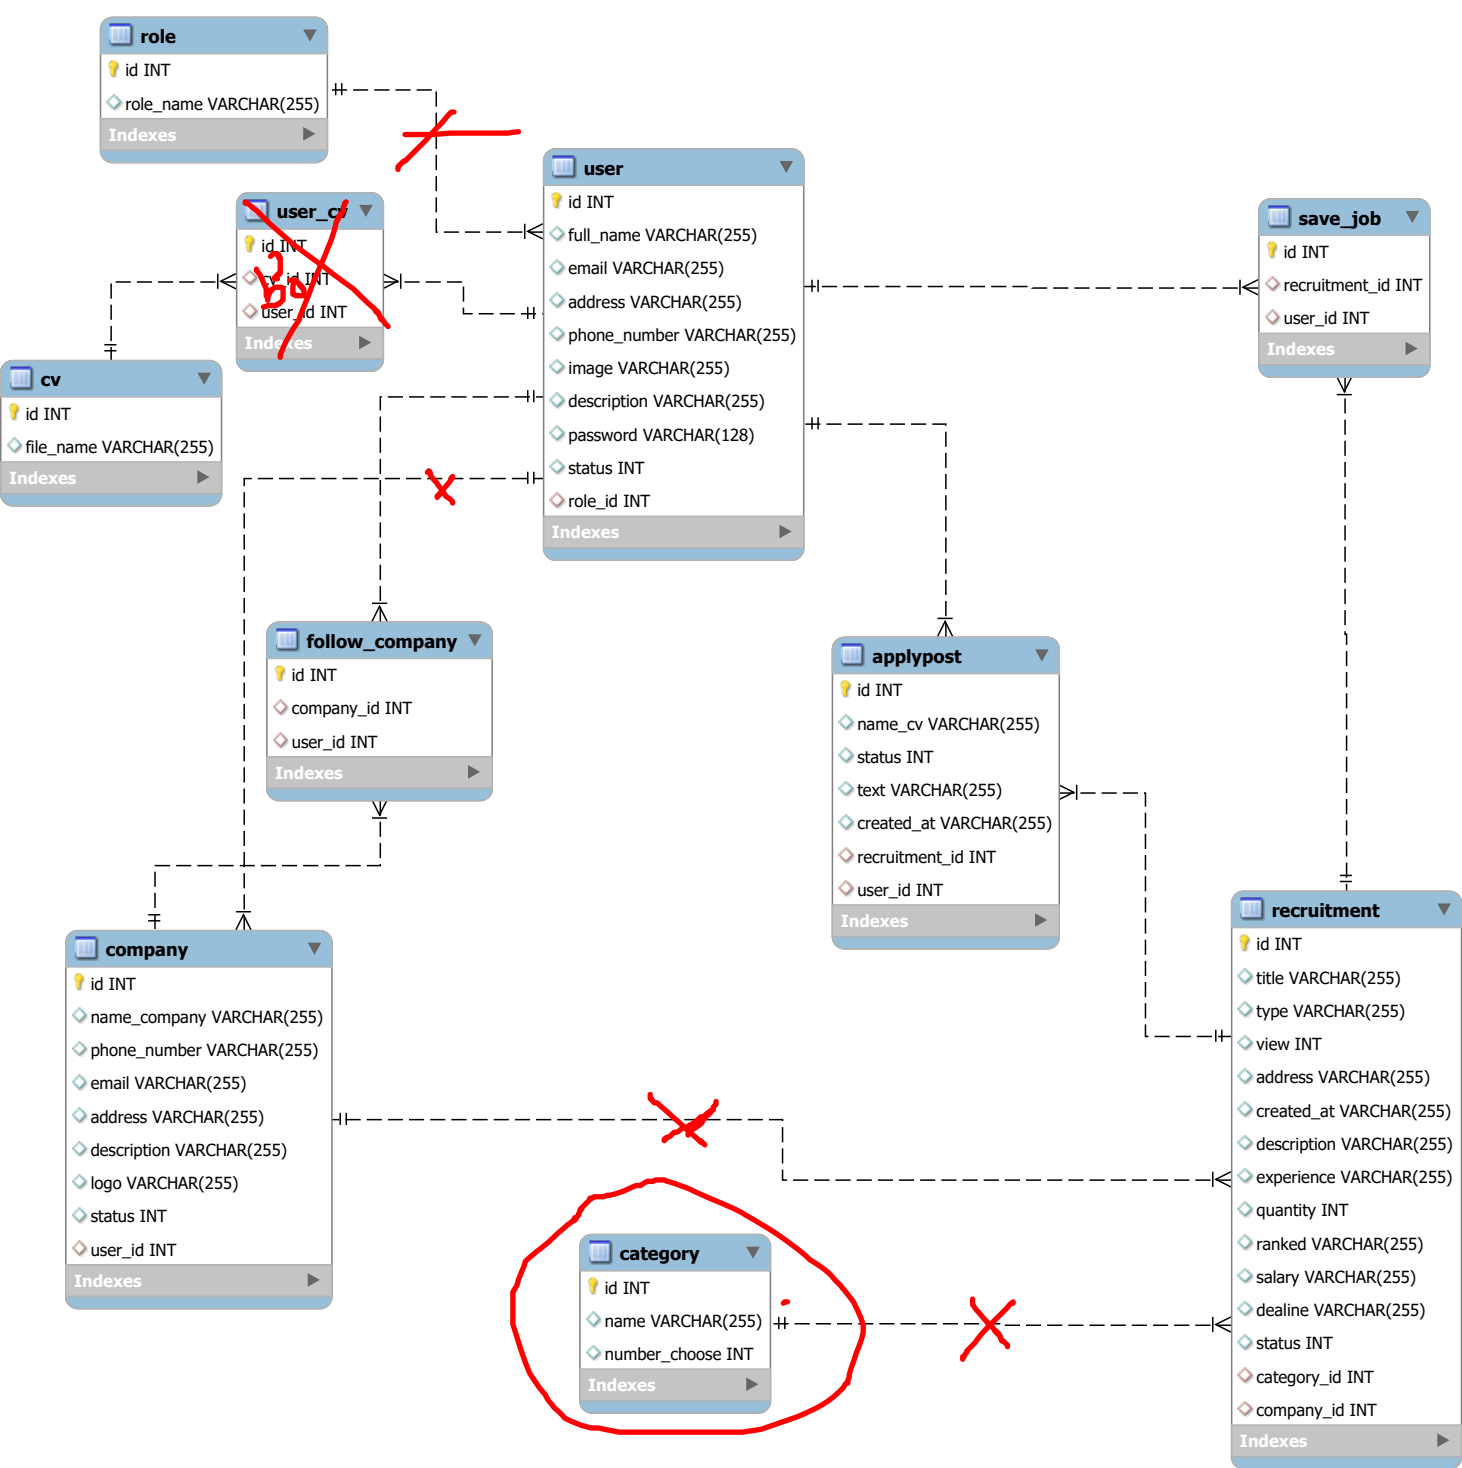 role
id INT
role_name VARCHAR(255)
Indexes
user_cv
id INT
cv_id INT
user_id INT
Indexes
bỏ
cv
id INT
file_name VARCHAR(255)
Indexes
user
id INT
full_name VARCHAR(255)
email VARCHAR(255)
address VARCHAR(255)
phone_number VARCHAR(255)
image VARCHAR(255)
description VARCHAR(255)
password VARCHAR(128)
status INT
role_id INT
Indexes
save_job
id INT
recruitment_id INT
user_id INT
Indexes
follow_company
id INT
company_id INT
user_id INT
Indexes
applypost
id INT
name_cv VARCHAR(255)
status INT
text VARCHAR(255)
created_at VARCHAR(255)
recruitment_id INT
user_id INT
Indexes
company
id INT
name_company VARCHAR(255)
phone_number VARCHAR(255)
email VARCHAR(255)
address VARCHAR(255)
description VARCHAR(255)
logo VARCHAR(255)
status INT
user_id INT
Indexes
category
id INT
name VARCHAR(255)
number_choose INT
Indexes
recruitment
id INT
title VARCHAR(255)
type VARCHAR(255)
view INT
address VARCHAR(255)
created_at VARCHAR(255)
description VARCHAR(255)
experience VARCHAR(255)
quantity INT
ranked VARCHAR(255)
salary VARCHAR(255)
dealine VARCHAR(255)
status INT
category_id INT
company_id INT
Indexes